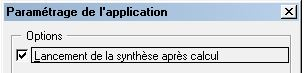 Paramétrage de l'application
Options
Lancement de la synthèse après calcul